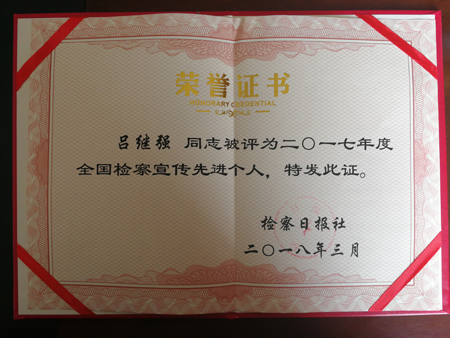 荣誉证书
HONORARY CREDENTIAL
吕继强 同志被评为二〇一七年度
全国检察宣传先进个人，特发此证。
检察日报社
二〇一八年三月